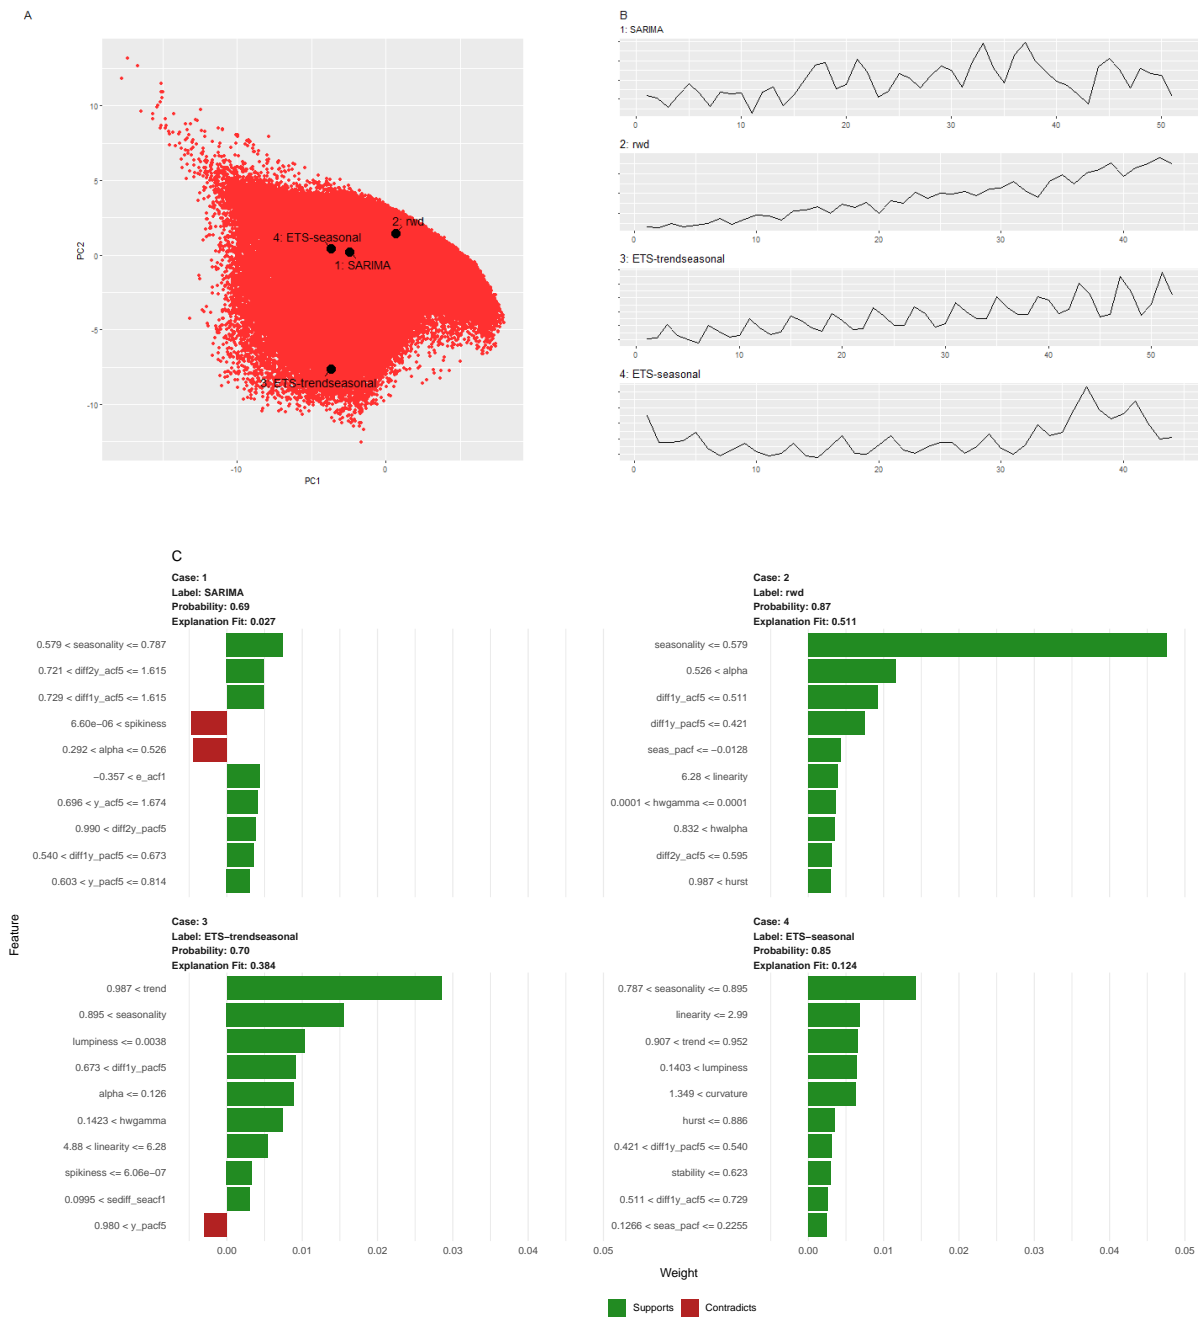 A
10
5
0
-5
-10
PC2
-10
0
PC1
2: rwd
4: ETS-seasonal
1: SARIMA
3: ETS-trendseasonal
B
1: SARIMA
0 10 20 30 40 50
2: rwd
0 10 20 30 40
3: ETS-trendseasonal
0 10 20 30 40 50
4: ETS-seasonal
0 10 20 30 40
C
Case: 1
Label: SARIMA
Probability: 0.69
Explanation Fit: 0.027
0.579 < seasonality <= 0.787
0.721 < diff2y_acf5 <= 1.615
0.729 < diff1y_acf5 <= 1.615
6.60e−06 < spikiness
0.292 < alpha <= 0.526
−0.357 < e_acf1
0.696 < y_acf5 <= 1.674
0.990 < diff2y_pacf5
0.540 < diff1y_pacf5 <= 0.673
0.603 < y_pacf5 <= 0.814
Case: 2
Label: rwd
Probability: 0.87
Explanation Fit: 0.511
seasonality <= 0.579
0.526 < alpha
diff1y_acf5 <= 0.511
diff1y_pacf5 <= 0.421
seas_pacf <= −0.0128
6.28 < linearity
0.0001 < hwgamma <= 0.0001
0.832 < hwalpha
diff2y_acf5 <= 0.595
0.987 < hurst
Feature
Case: 3
Label: ETS−trendseasonal
Probability: 0.70
Explanation Fit: 0.384
0.987 < trend
0.895 < seasonality
lumpiness <= 0.0038
0.673 < diff1y_pacf5
alpha <= 0.126
0.1423 < hwgamma
4.88 < linearity <= 6.28
spikiness <= 6.06e−07
0.0995 < sediff_seacf1
0.980 < y_pacf5
0.00 0.01 0.02 0.03 0.04 0.05
Case: 4
Label: ETS−seasonal
Probability: 0.85
Explanation Fit: 0.124
0.787 < seasonality <= 0.895
linearity <= 2.99
0.907 < trend <= 0.952
0.1403 < lumpiness
1.349 < curvature
hurst <= 0.886
0.421 < diff1y_pacf5 <= 0.540
stability <= 0.623
0.511 < diff1y_acf5 <= 0.729
0.1266 < seas_pacf <= 0.2255
0.00 0.01 0.02 0.03 0.04 0.05
Weight
Supports Contradicts